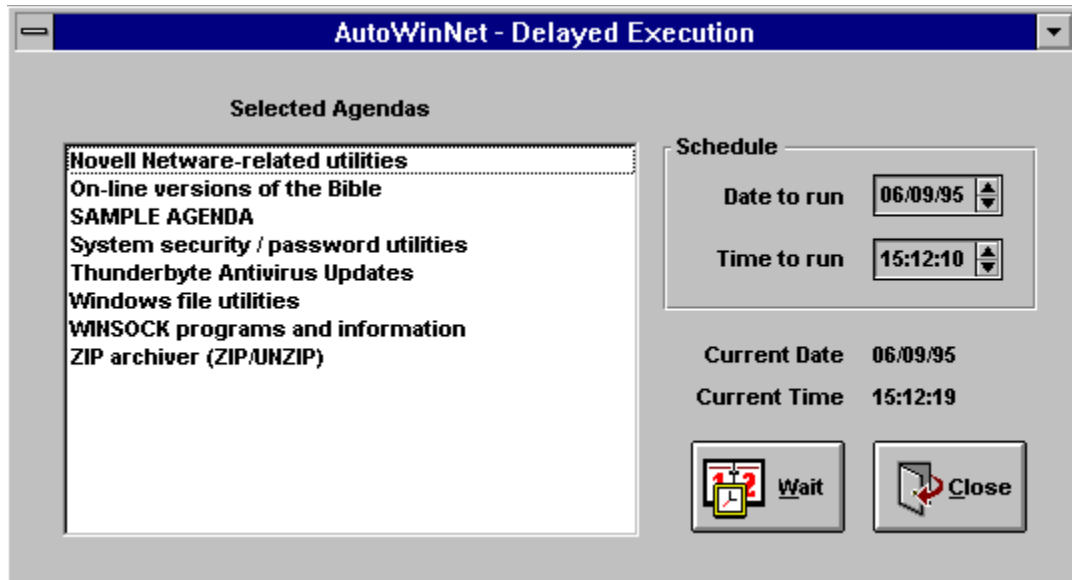 AutoWinNet - Delayed Execution
Selected Agendas
Novell Netware-related utilities
On-line versions of the Bible
SAMPLE AGENDA
System security / password utilities
Thunderbyte Antivirus Updates
Windows file utilities
WINSOCK programs and information
ZIP archiver (ZIP/UNZIP)
Schedule
Date to run 06/09/95
Time to run 15:12:10
Current Date 06/09/95
Current Time 15:12:19
12 Wait
Close